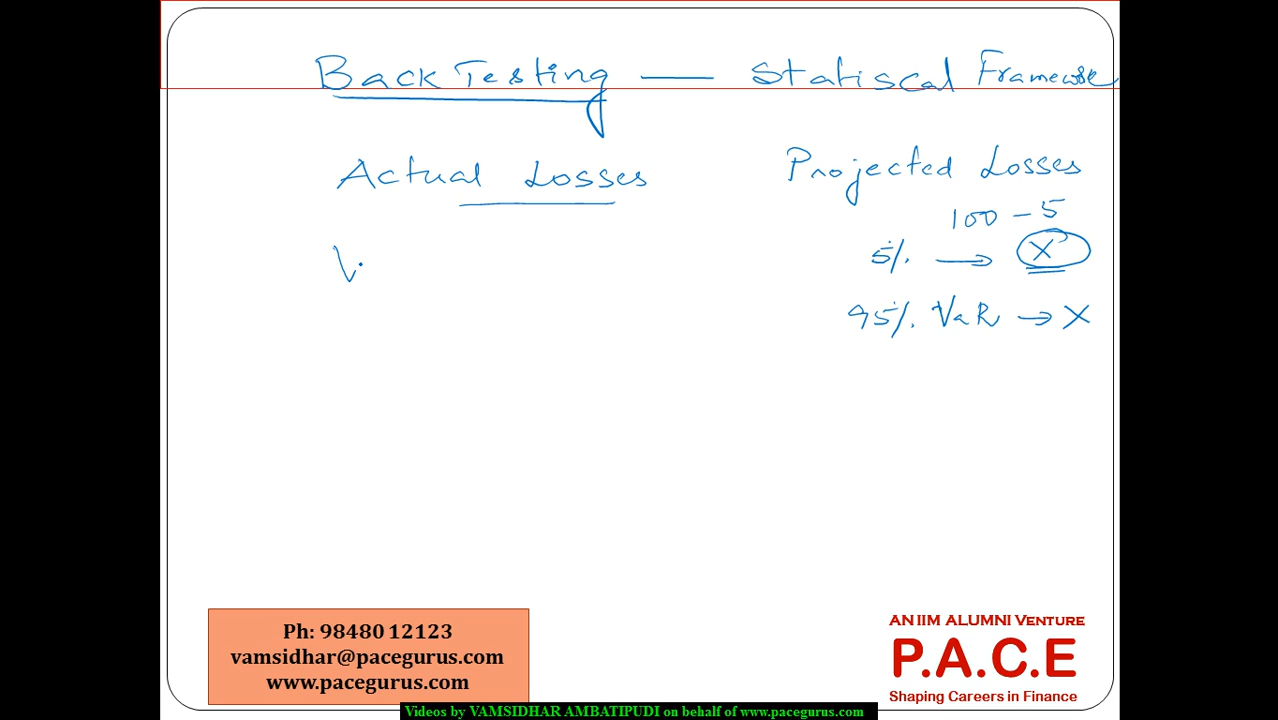 Back Testing — Statiscal Framewoke
Actual Losses
Projected Losses
100 - 5
5% → X
95% VaR → X
V
Ph: 98480 12123
vamsidhar@pacegurus.com
www.pacegurus.com
AN IIM ALUMNI VENTURE
P.A.C.E
Shaping Careers in Finance
Videos by VAMSIDHAR AMBATIPUDI on behalf of www.pacegurus.com